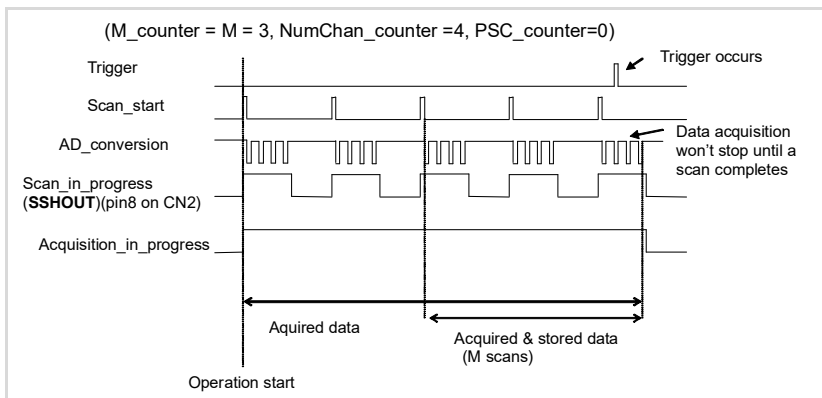 (M_counter = M = 3, NumChan_counter =4, PSC_counter=0)
Trigger
Trigger occurs
Scan_start
AD_conversion
Data acquisition
won't stop until a
scan completes
Scan_in_progress
(SSHOUT)(pin8 on CN2)
Acquisition_in_progress
Aquired data
Acquired & stored data
(M scans)
Operation start